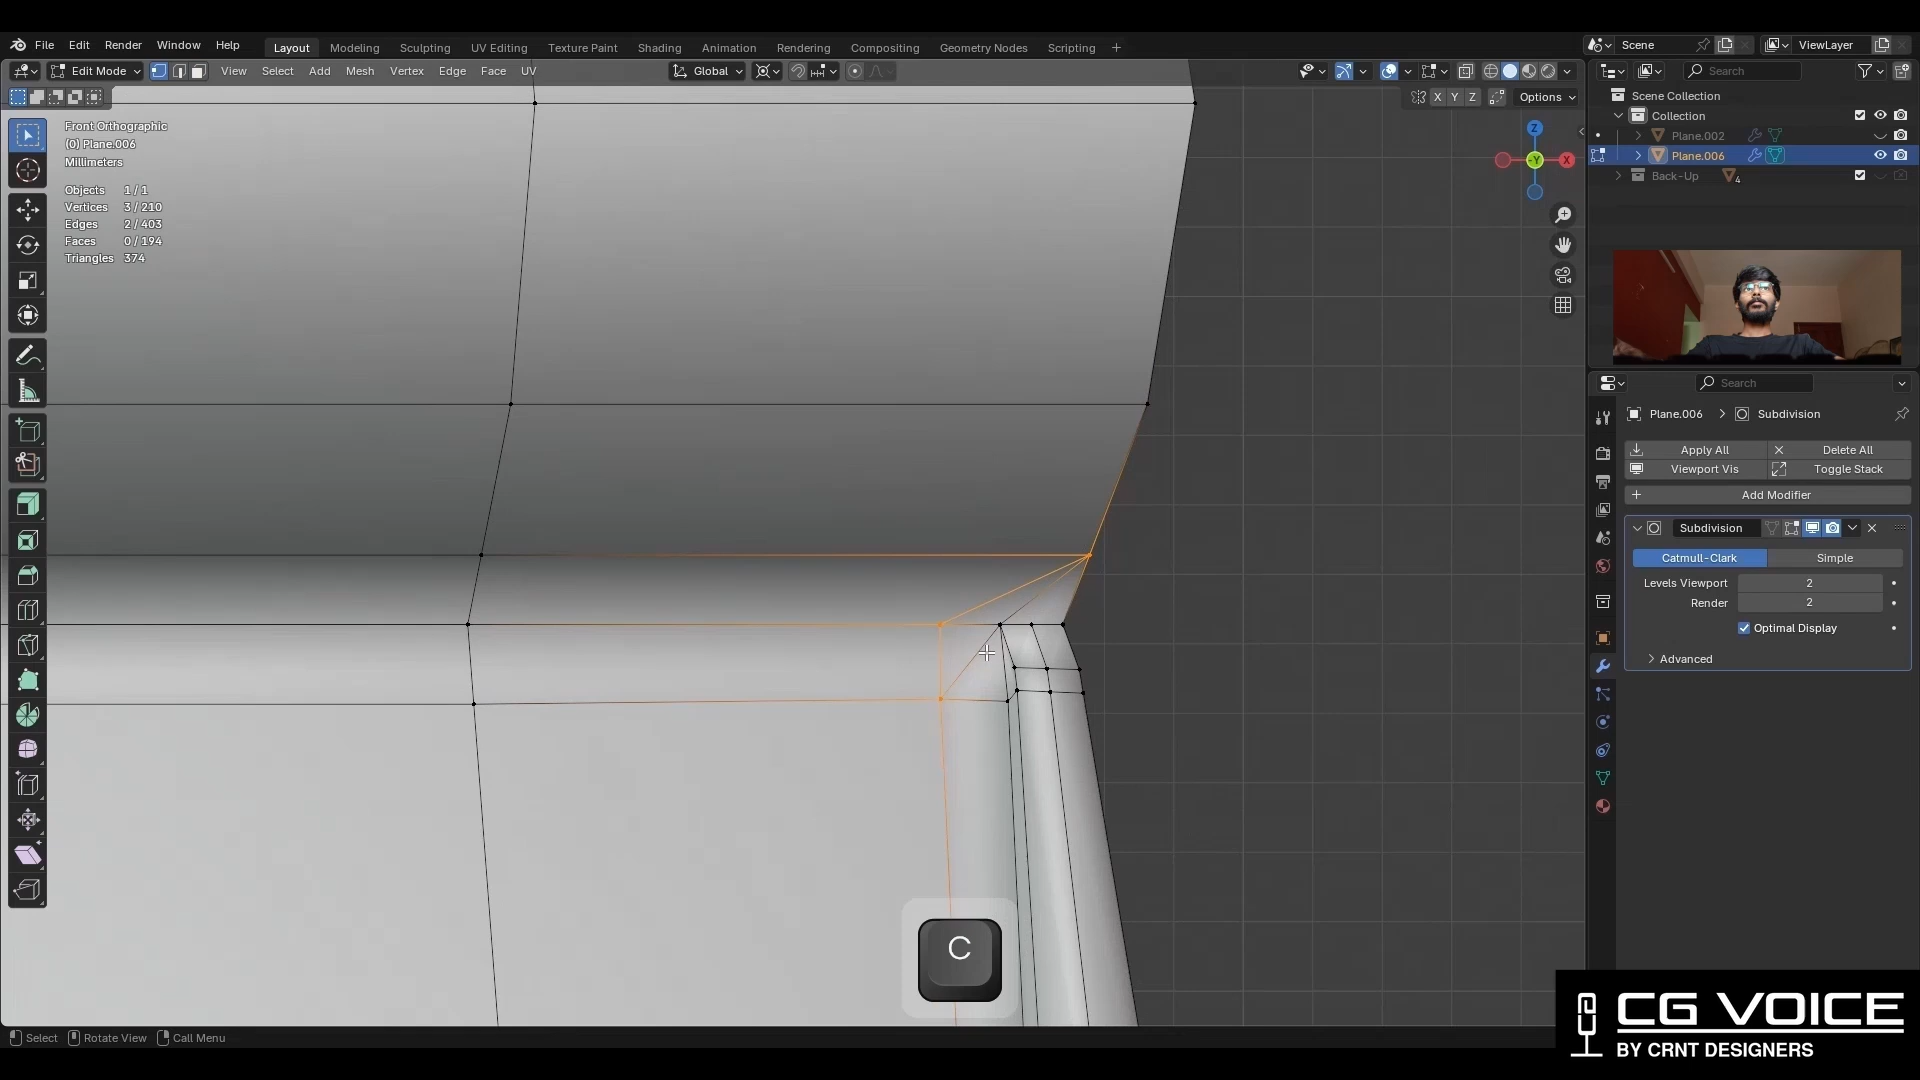 File Edit Render Window Help Layout Modeling Sculpting UV Editing Texture Paint Shading Animation Rendering Compositing Geometry Nodes Scripting + Scene ViewLayer
Edit Mode View Select Add Mesh Vertex Edge Face UV Global Search
X Y Z Options
Front Orthographic
(0) Plane.006
Millimeters
Objects 1 / 1
Vertices 3 / 210
Edges 2 / 403
Faces 0 / 194
Triangles 374
Z
-Y
X
Scene Collection
Collection
Plane.002
Plane.006
Back-Up 4
Search
Plane.006 > Subdivision
Apply All Delete All
Viewport Vis Toggle Stack
+ Add Modifier
Subdivision
Catmull-Clark Simple
Levels Viewport 2
Render 2
Optimal Display
Advanced
C
Select Rotate View Call Menu
CG VOICE
BY CRNT DESIGNERS